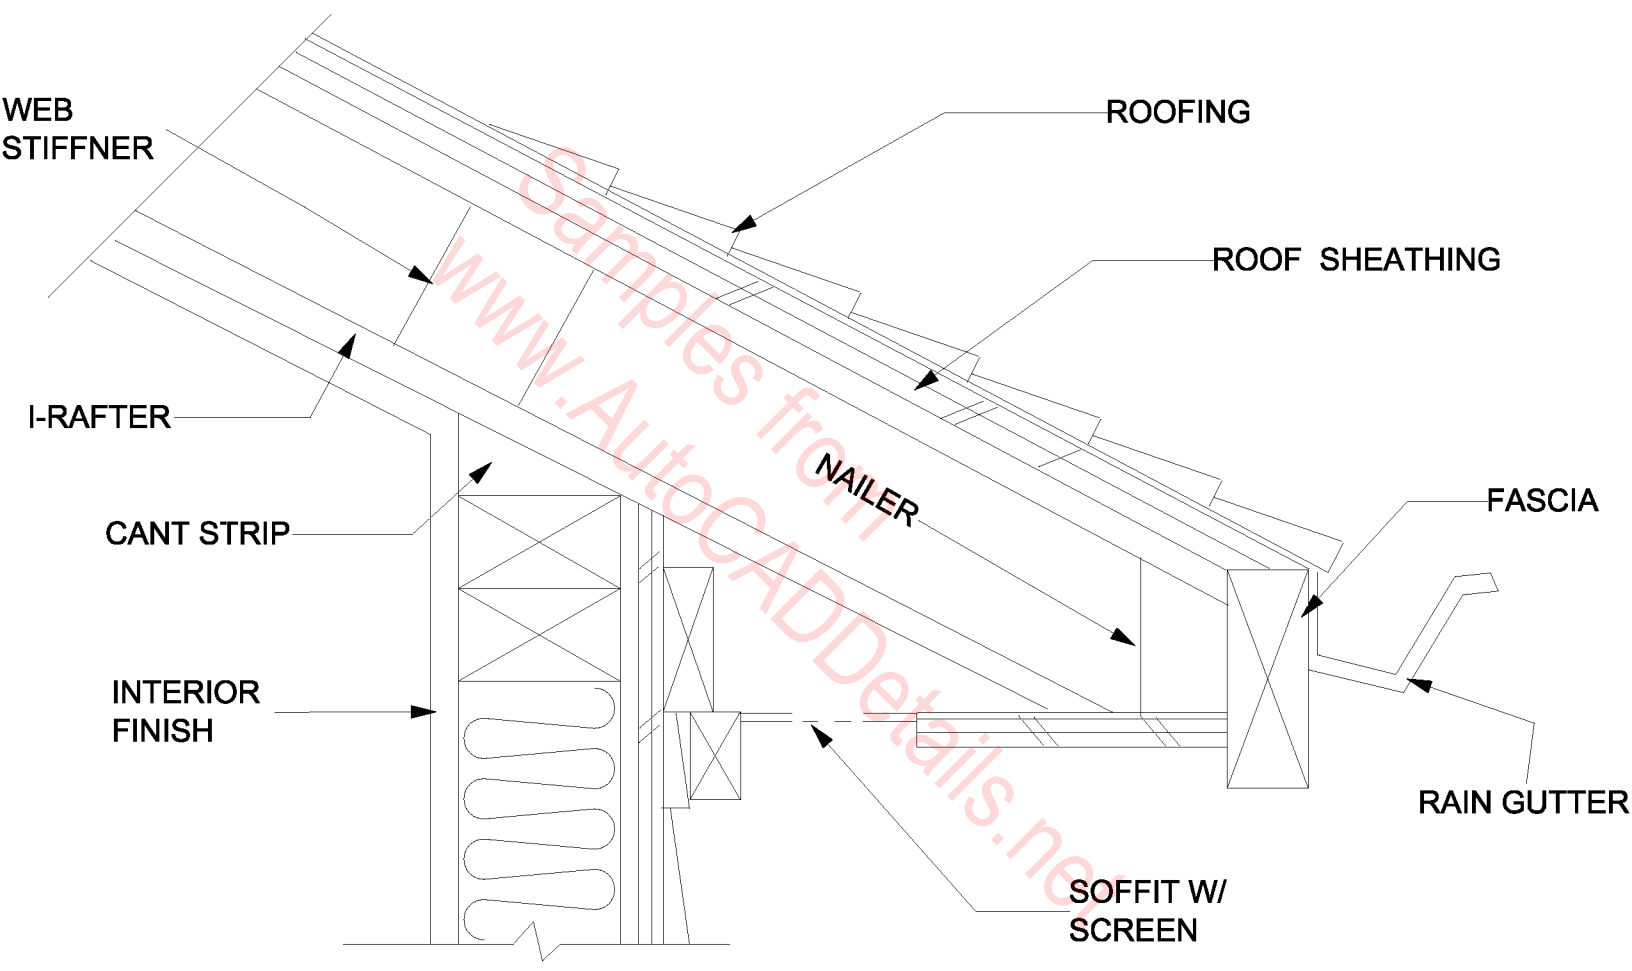 WEB
STIFFNER
ROOFING
ROOF SHEATHING
I-RAFTER
NAILER
FASCIA
CANT STRIP
INTERIOR
FINISH
RAIN GUTTER
SOFFIT W/
SCREEN
Samples from
www.AutoCADDetails.net